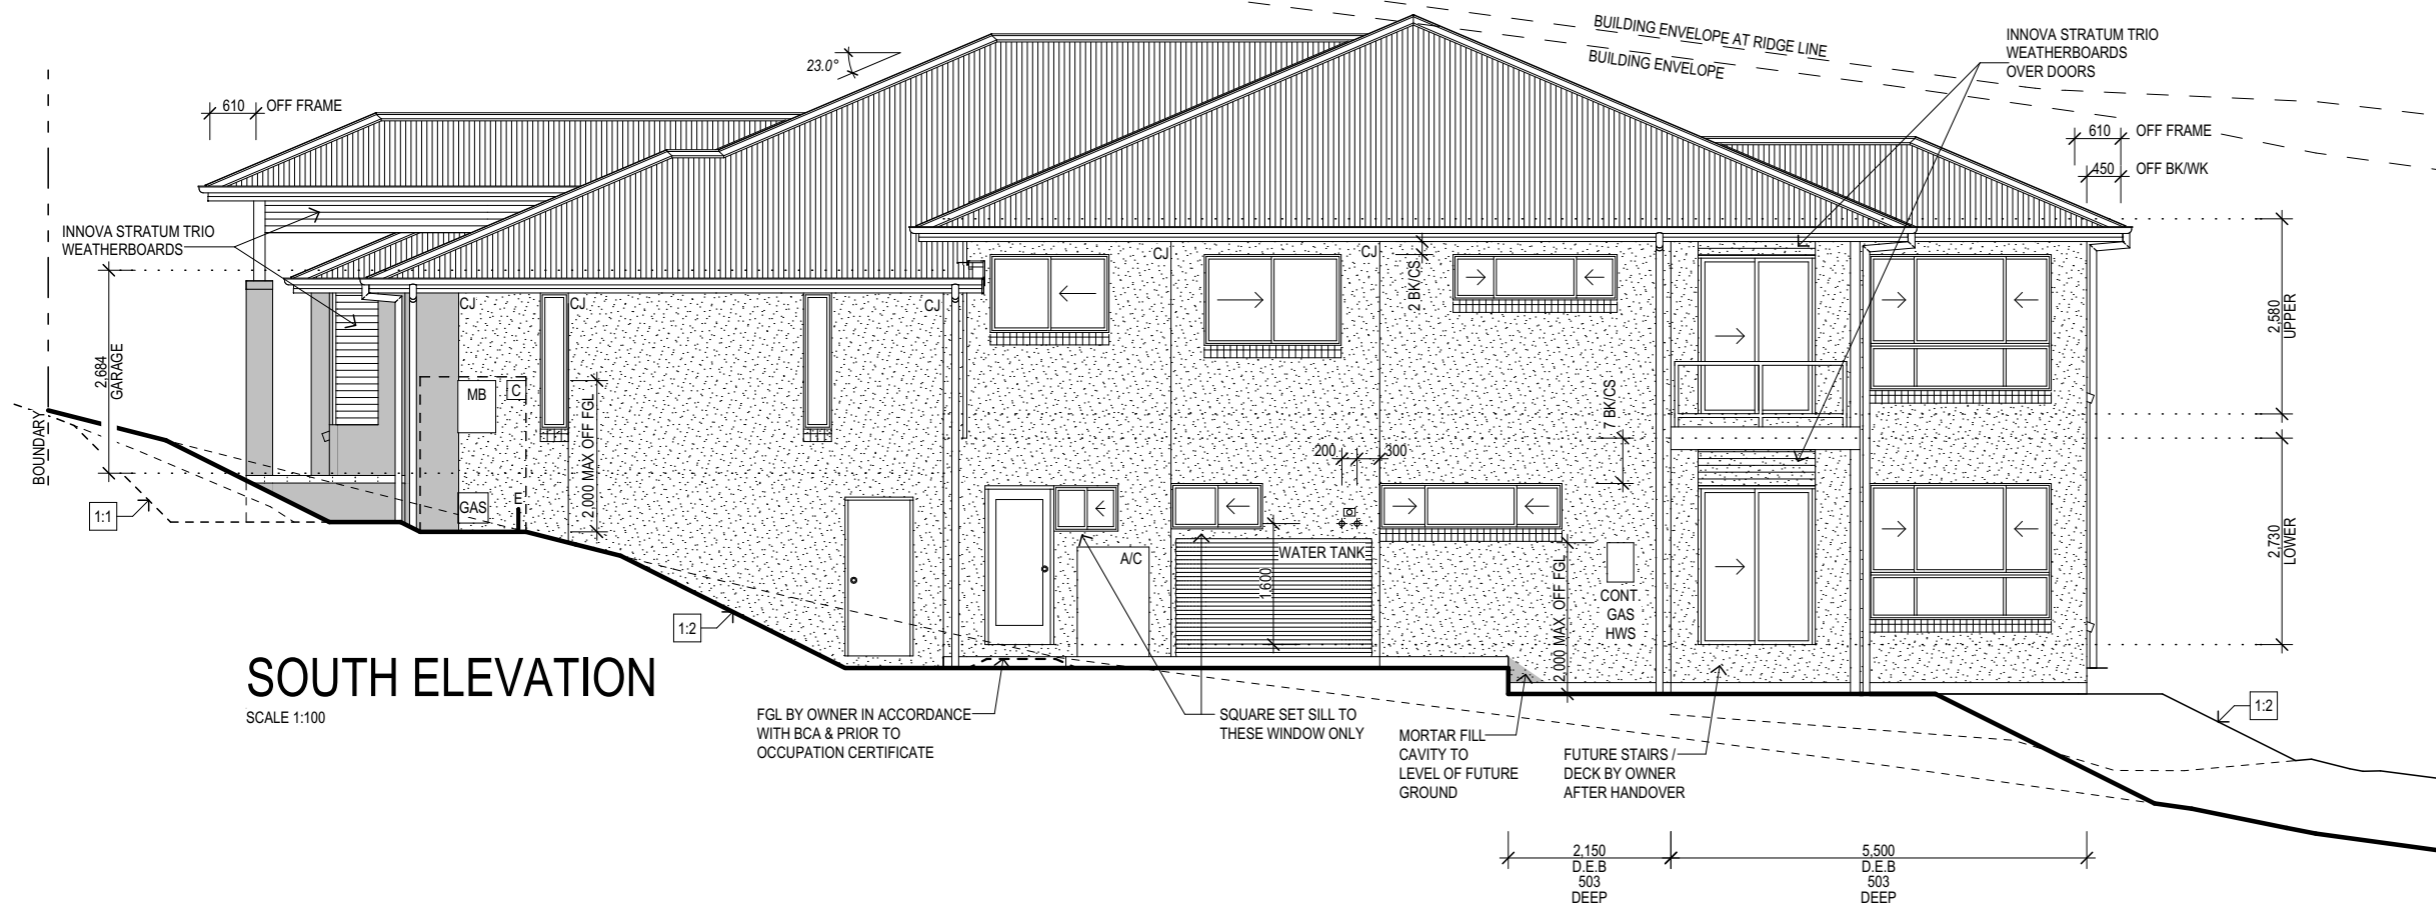 BUILDING ENVELOPE AT RIDGE LINE
BUILDING ENVELOPE
INNOVA STRATUM TRIO
WEATHERBOARDS
OVER DOORS
23.0°
610 OFF FRAME
610 OFF FRAME
450 OFF BK/WK
INNOVA STRATUM TRIO
WEATHERBOARDS
2,684
GARAGE
BOUNDARY
1:1
CJ
CJ
CJ
CJ
CJ
MB
C
GAS
E
2,000 MAX OFF FGL
2 BK/CS
7 BK/CS
200
300
2,580
UPPER
2,730
LOWER
A/C
WATER TANK
1,600
2,000 MAX. OFF FGL
CONT.
GAS
HWS
1:2
1:2
SOUTH ELEVATION
SCALE 1:100
FGL BY OWNER IN ACCORDANCE
WITH BCA & PRIOR TO
OCCUPATION CERTIFICATE
SQUARE SET SILL TO
THESE WINDOW ONLY
MORTAR FILL
CAVITY TO
LEVEL OF FUTURE
GROUND
FUTURE STAIRS /
DECK BY OWNER
AFTER HANDOVER
2,150
D.E.B
503
DEEP
5,500
D.E.B
503
DEEP